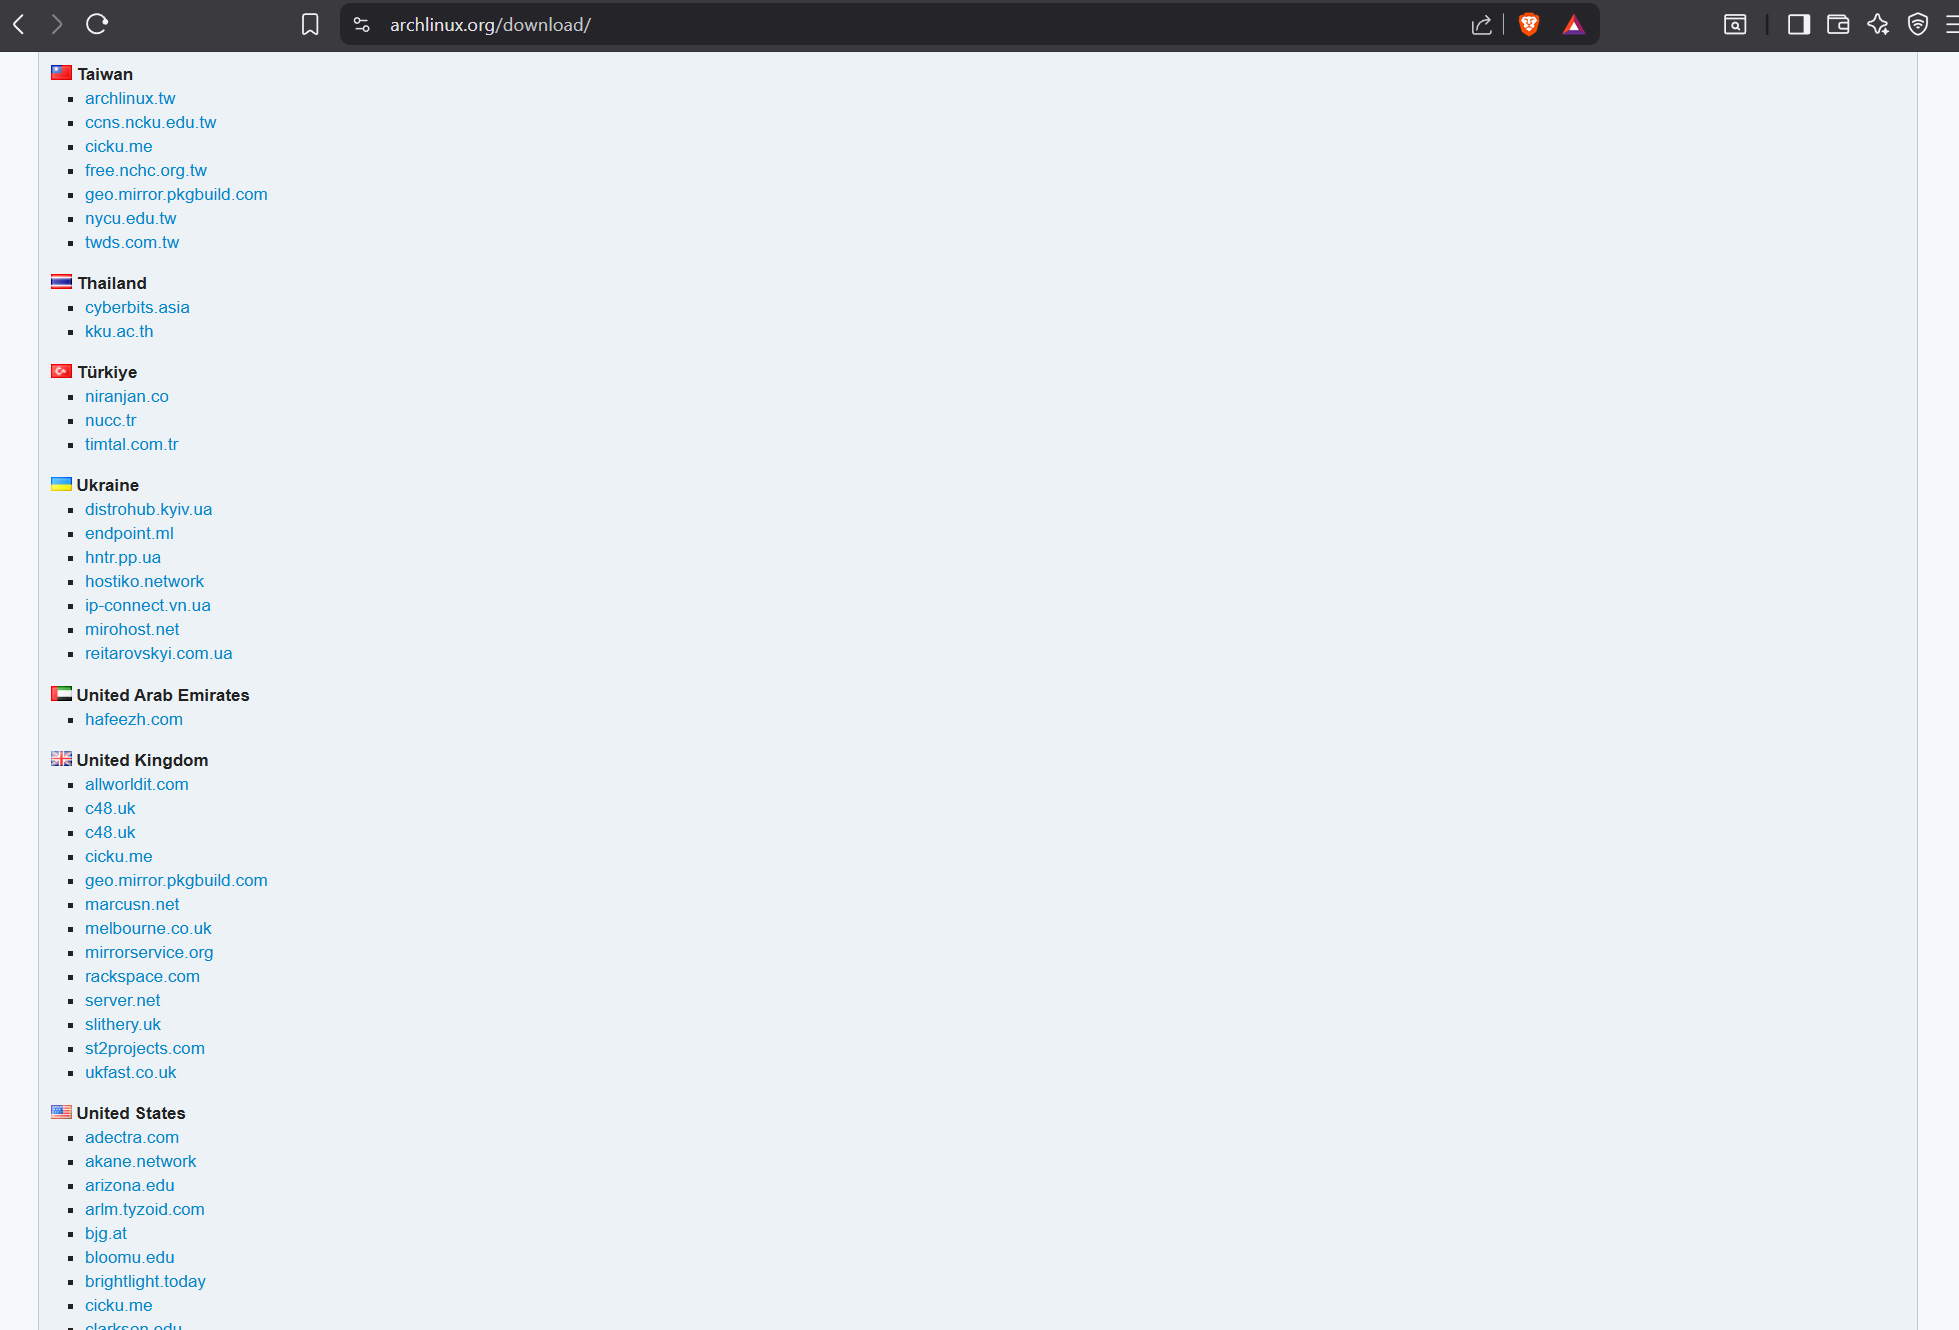 archlinux.org/download/
Taiwan
archlinux.tw
ccns.ncku.edu.tw
cicku.me
free.nchc.org.tw
geo.mirror.pkgbuild.com
nycu.edu.tw
twds.com.tw
Thailand
cyberbits.asia
kku.ac.th
Türkiye
niranjan.co
nucc.tr
timtal.com.tr
Ukraine
distrohub.kyiv.ua
endpoint.ml
hntr.pp.ua
hostiko.network
ip-connect.vn.ua
mirohost.net
reitarovskyi.com.ua
United Arab Emirates
hafeezh.com
United Kingdom
allworldit.com
c48.uk
c48.uk
cicku.me
geo.mirror.pkgbuild.com
marcusn.net
melbourne.co.uk
mirrorservice.org
rackspace.com
server.net
slithery.uk
st2projects.com
ukfast.co.uk
United States
adectra.com
akane.network
arizona.edu
arlm.tyzoid.com
bjg.at
bloomu.edu
brightlight.today
cicku.me
clarkson.edu